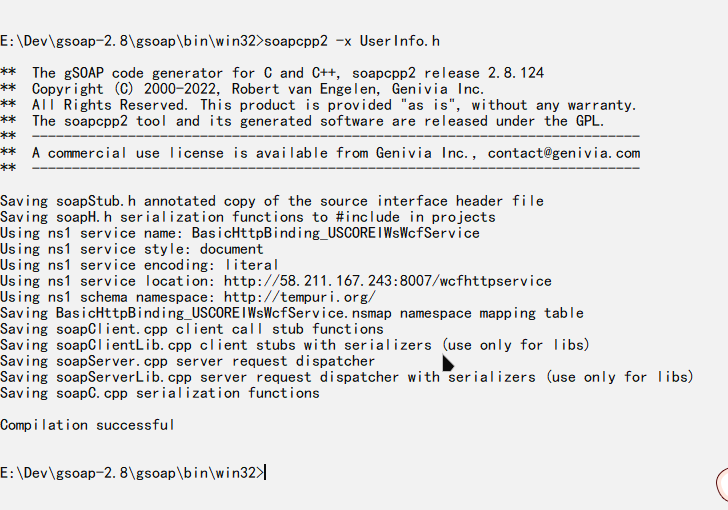 E:\Dev\gsoap-2.8\gsoap\bin\win32>soapcpp2 -x UserInfo.h
**  The gSOAP code generator for C and C++, soapcpp2 release 2.8.124
**  Copyright (C) 2000-2022, Robert van Engelen, Genivia Inc.
**  All Rights Reserved. This product is provided "as is", without any warranty.
**  The soapcpp2 tool and its generated software are released under the GPL.
**  ----------------------------------------------------------------------------
**  A commercial use license is available from Genivia Inc., contact@genivia.com
**  ----------------------------------------------------------------------------
Saving soapStub.h annotated copy of the source interface header file
Saving soapH.h serialization functions to #include in projects
Using ns1 service name: BasicHttpBinding_USCOREIWsWcfService
Using ns1 service style: document
Using ns1 service encoding: literal
Using ns1 service location: http://58.211.167.243:8007/wcfhttpservice
Using ns1 schema namespace: http://tempuri.org/
Saving BasicHttpBinding_USCOREIWsWcfService.nsmap namespace mapping table
Saving soapClient.cpp client call stub functions
Saving soapClientLib.cpp client stubs with serializers (use only for libs)
Saving soapServer.cpp server request dispatcher
Saving soapServerLib.cpp server request dispatcher with serializers (use only for libs)
Saving soapC.cpp serialization functions
Compilation successful
E:\Dev\gsoap-2.8\gsoap\bin\win32>